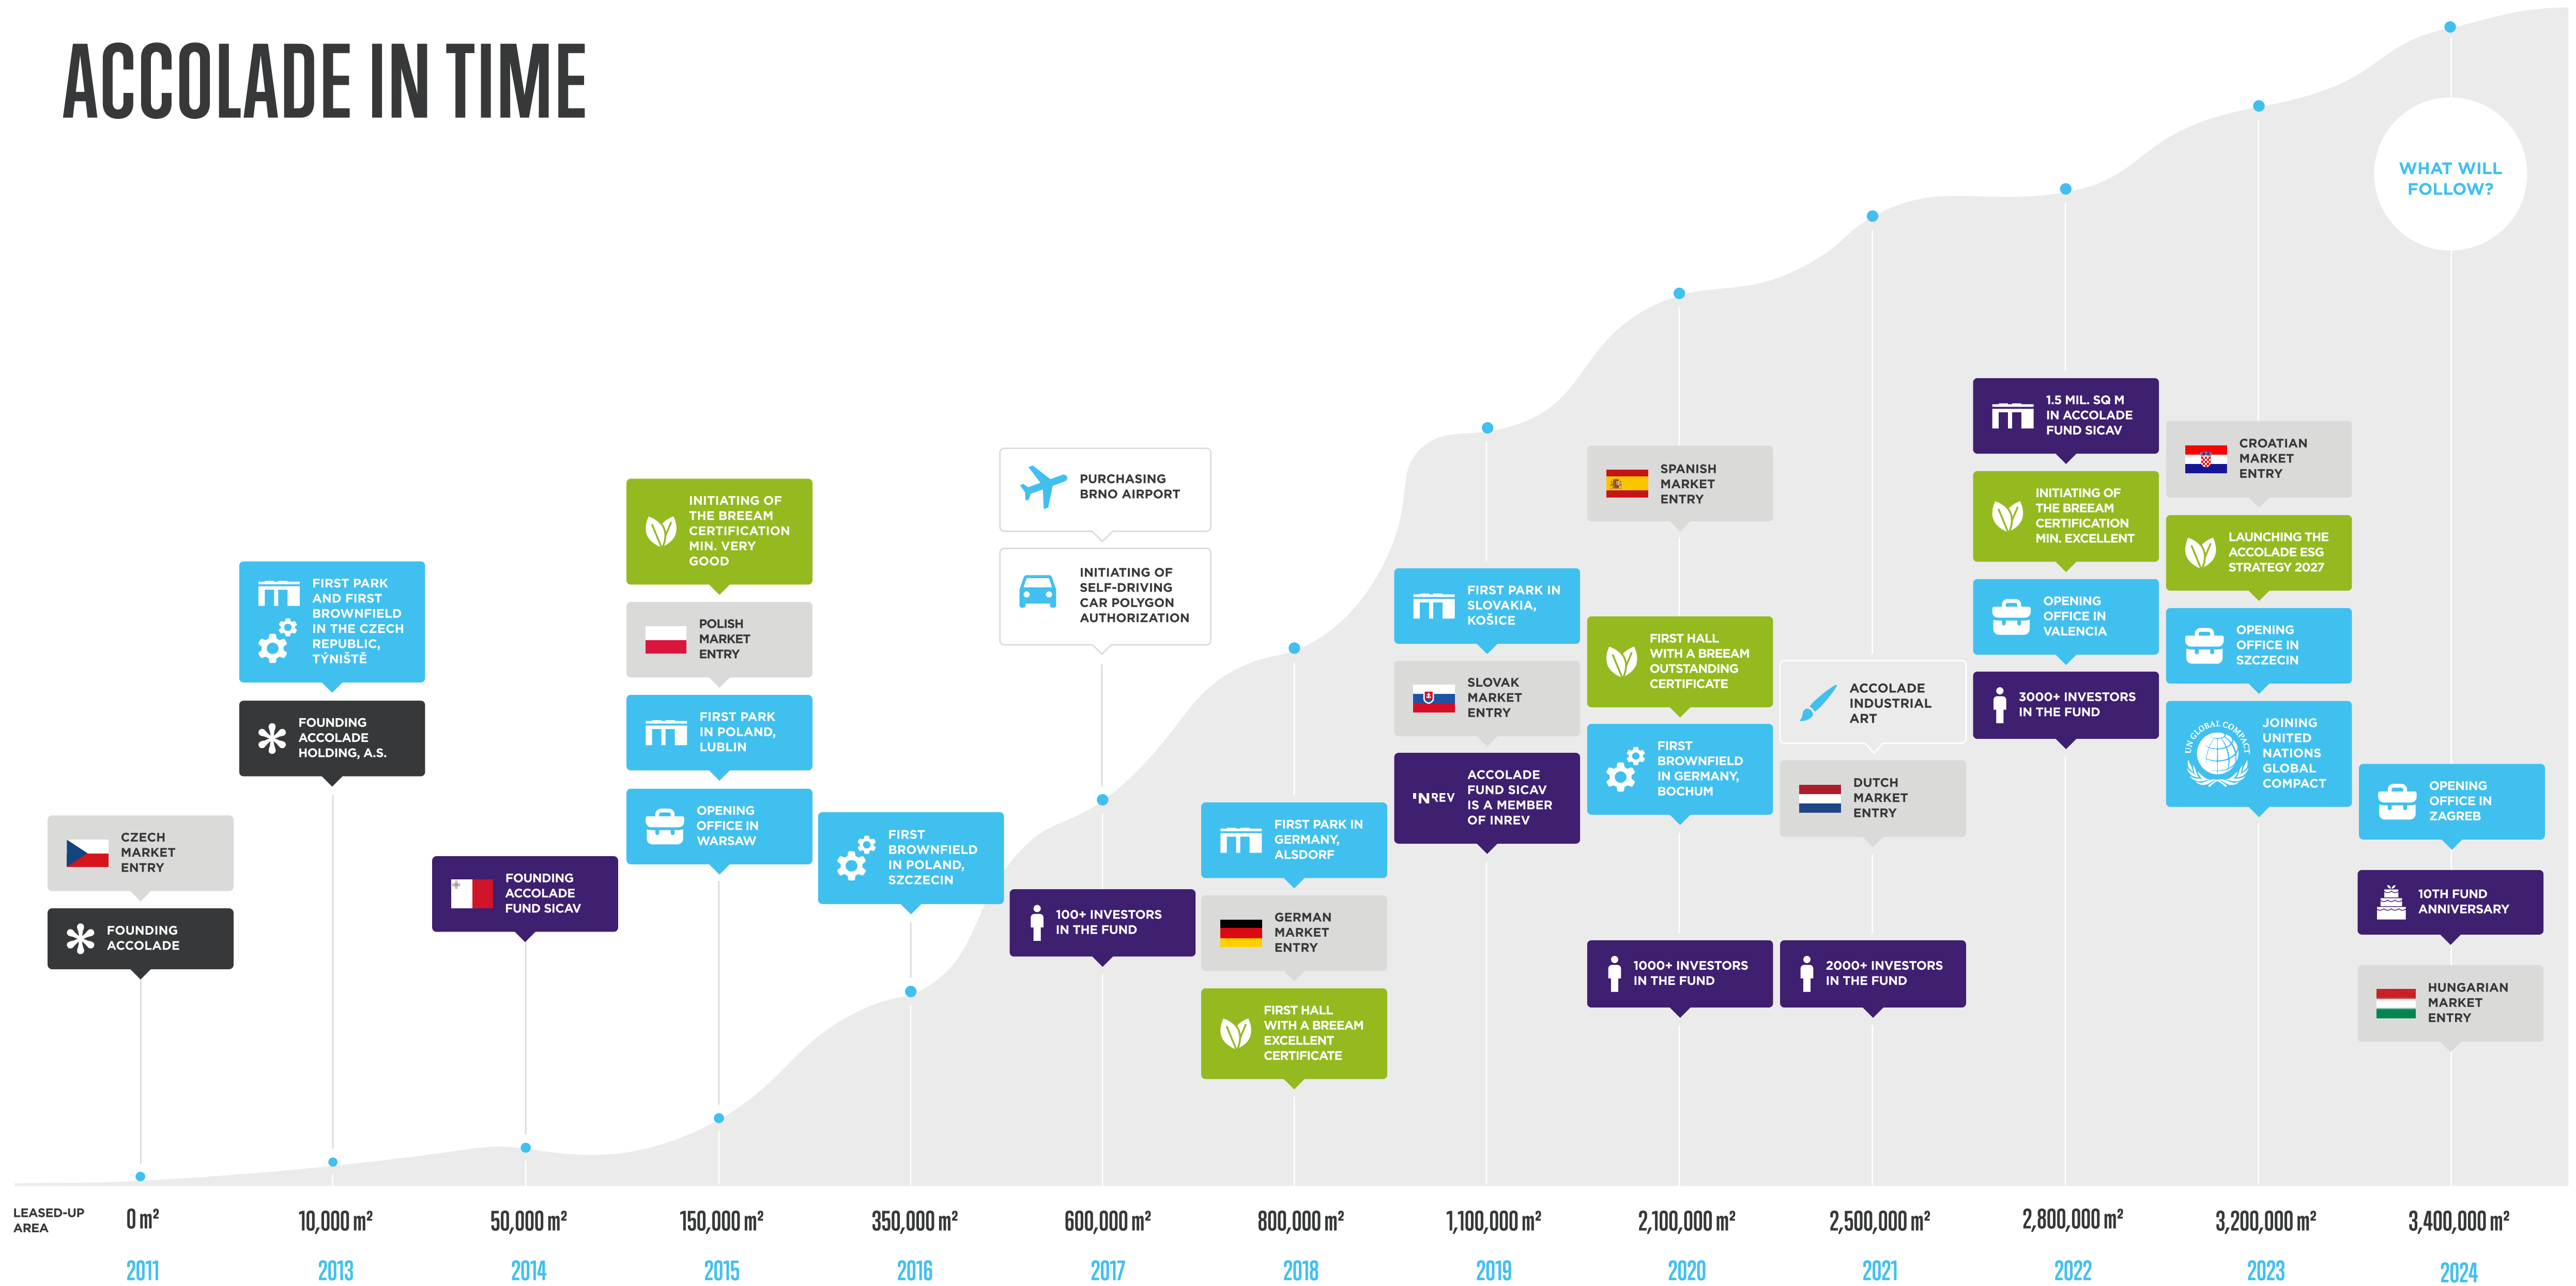 ACCOLADE IN TIME
WHAT WILL
FOLLOW?
CZECH
MARKET
ENTRY
FOUNDING
ACCOLADE
FIRST PARK
AND FIRST
BROWNFIELD
IN THE CZECH
REPUBLIC,
TÝNIŠTĚ
FOUNDING
ACCOLADE
HOLDING, A.S.
FOUNDING
ACCOLADE
FUND SICAV
INITIATING OF
THE BREEAM
CERTIFICATION
MIN. VERY
GOOD
POLISH
MARKET
ENTRY
FIRST PARK
IN POLAND,
LUBLIN
OPENING
OFFICE IN
WARSAW
FIRST
BROWNFIELD
IN POLAND,
SZCZECIN
PURCHASING
BRNO AIRPORT
INITIATING OF
SELF-DRIVING
CAR POLYGON
AUTHORIZATION
100+ INVESTORS
IN THE FUND
FIRST PARK IN
GERMANY,
ALSDORF
GERMAN
MARKET
ENTRY
FIRST HALL
WITH A BREEAM
EXCELLENT
CERTIFICATE
FIRST PARK IN
SLOVAKIA,
KOŠICE
SLOVAK
MARKET
ENTRY
INREV
ACCOLADE
FUND SICAV
IS A MEMBER
OF INREV
SPANISH
MARKET
ENTRY
FIRST HALL
WITH A BREEAM
OUTSTANDING
CERTIFICATE
FIRST
BROWNFIELD
IN GERMANY,
BOCHUM
1000+ INVESTORS
IN THE FUND
ACCOLADE
INDUSTRIAL
ART
DUTCH
MARKET
ENTRY
2000+ INVESTORS
IN THE FUND
1.5 MIL. SQ M
IN ACCOLADE
FUND SICAV
INITIATING OF
THE BREEAM
CERTIFICATION
MIN. EXCELLENT
OPENING
OFFICE IN
VALENCIA
3000+ INVESTORS
IN THE FUND
CROATIAN
MARKET
ENTRY
LAUNCHING THE
ACCOLADE ESG
STRATEGY 2027
OPENING
OFFICE IN
SZCZECIN
UN GLOBAL COMPACT
JOINING
UNITED
NATIONS
GLOBAL
COMPACT
OPENING
OFFICE IN
ZAGREB
10TH FUND
ANNIVERSARY
HUNGARIAN
MARKET
ENTRY
LEASED-UP
AREA
0 m² 10,000 m² 50,000 m² 150,000 m² 350,000 m² 600,000 m² 800,000 m² 1,100,000 m² 2,100,000 m² 2,500,000 m² 2,800,000 m² 3,200,000 m² 3,400,000 m²
2011 2013 2014 2015 2016 2017 2018 2019 2020 2021 2022 2023 2024